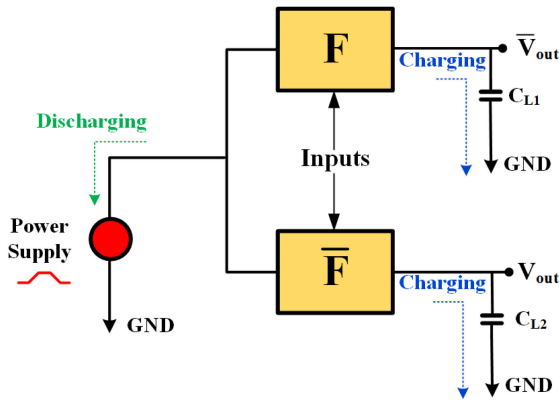 F
Charging
V̅out
CL1
GND
Discharging
Inputs
Power
Supply
GND
F̅
Charging
Vout
CL2
GND